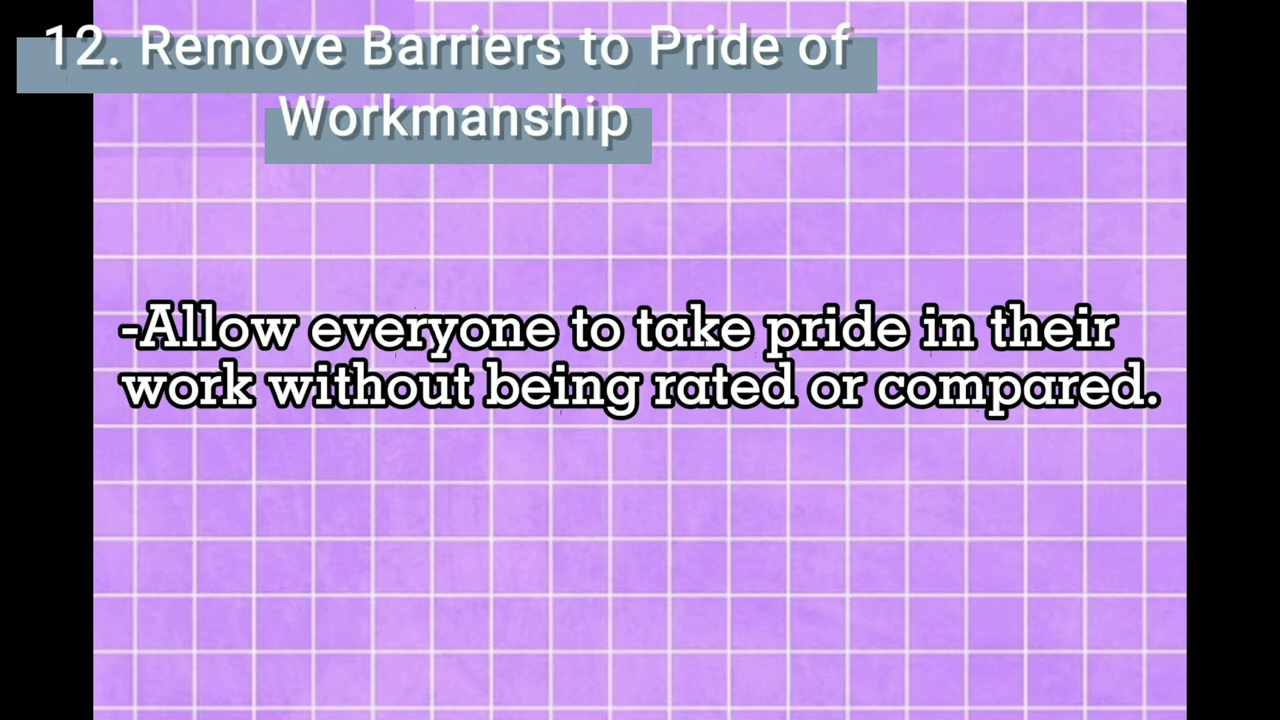 12. Remove Barriers to Pride of
Workmanship
-Allow everyone to take pride in their
work without being rated or compared.